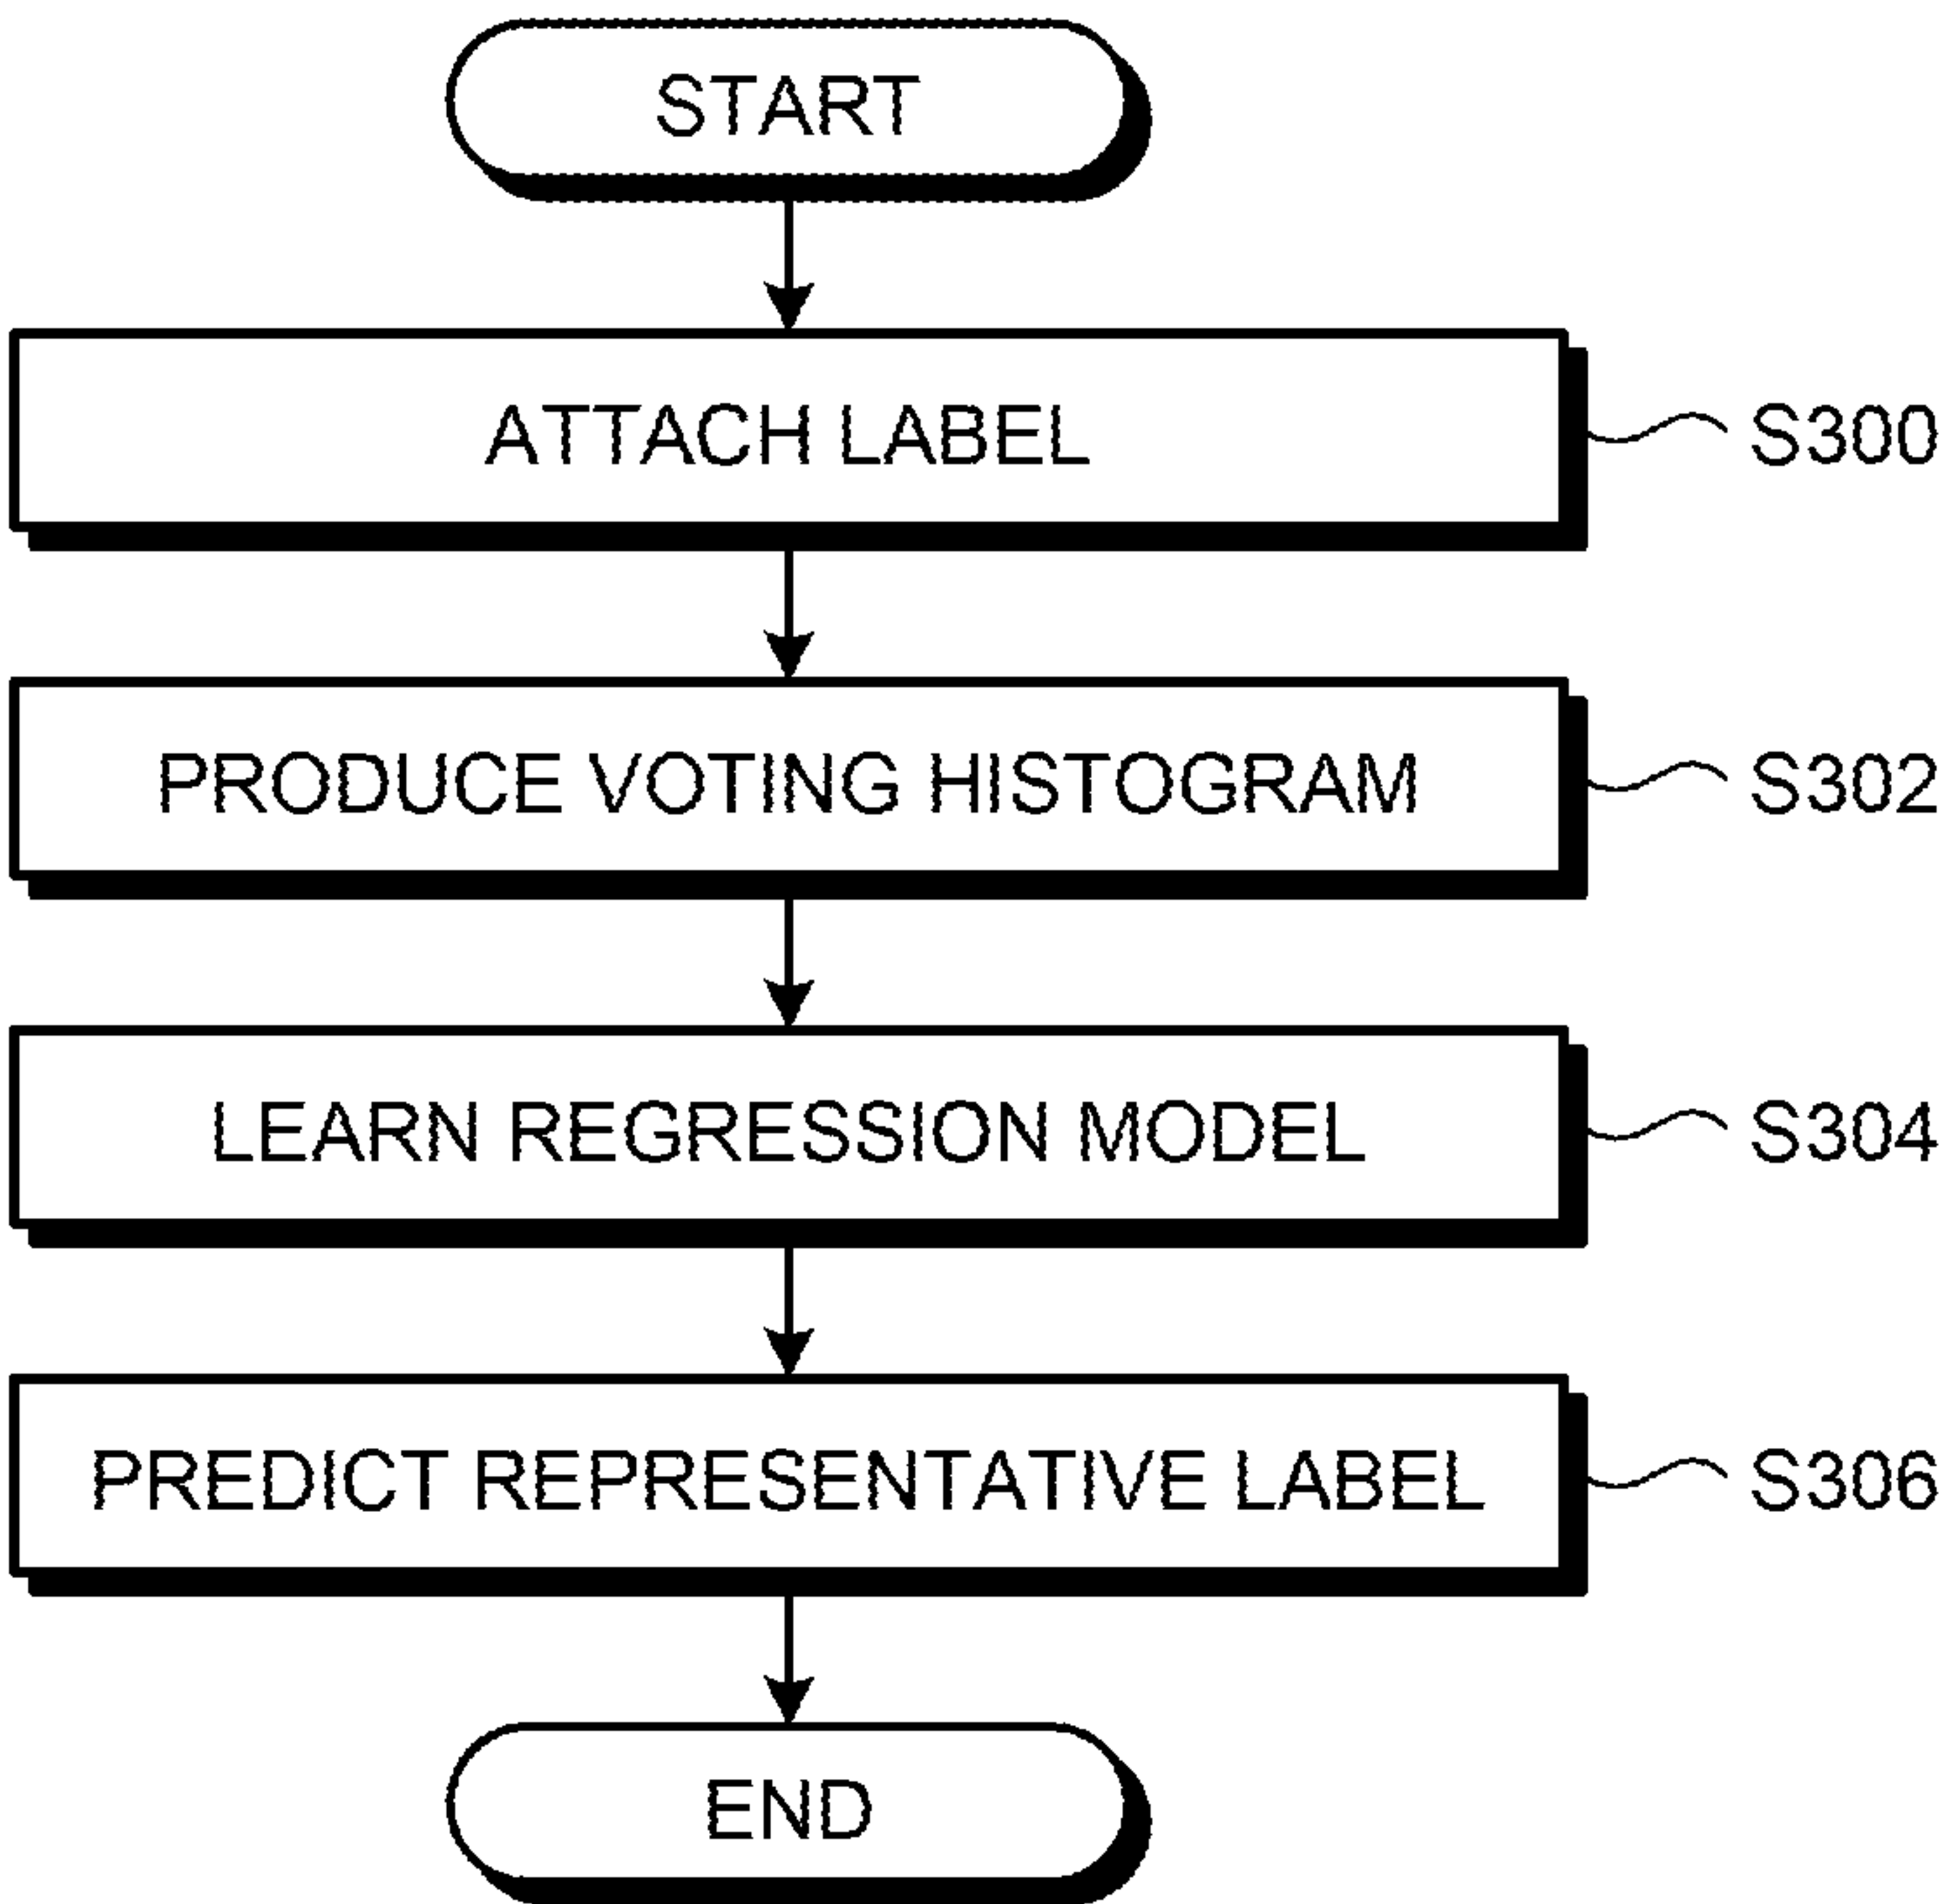 START
ATTACH LABEL
S300
PRODUCE VOTING HISTOGRAM
S302
LEARN REGRESSION MODEL
S304
PREDICT REPRESENTATIVE LABEL
S306
END